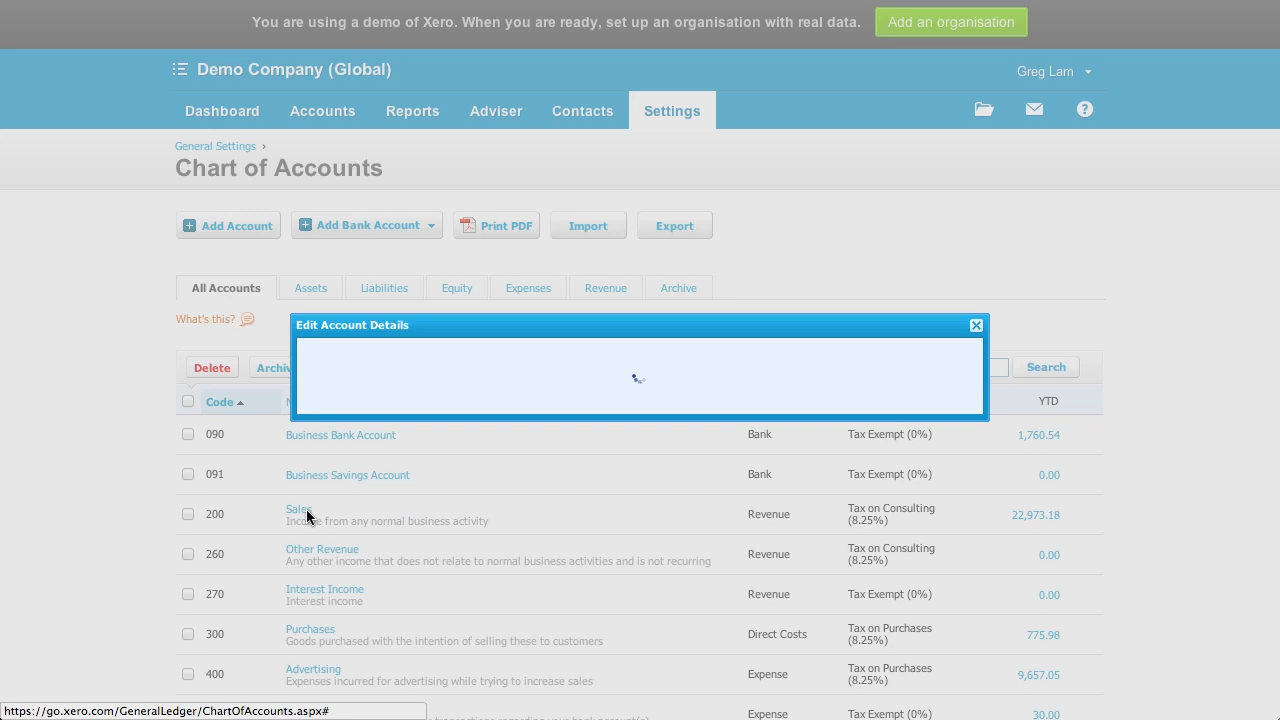 You are using a demo of Xero. When you are ready, set up an organisation with real data. Add an organisation
Demo Company (Global)
Greg Lam
Dashboard Accounts Reports Adviser Contacts Settings ?
General Settings ›
Chart of Accounts
Add Account Add Bank Account Print PDF Import Export
All Accounts Assets Liabilities Equity Expenses Revenue Archive
What's this?
Edit Account Details
Delete Search
Code YTD
090 Business Bank Account Bank Tax Exempt (0%) 1,760.54
091 Business Savings Account Bank Tax Exempt (0%) 0.00
200 Sales Revenue Tax on Consulting (8.25%) 22,973.18
Income from any normal business activity
260 Other Revenue Revenue Tax on Consulting (8.25%) 0.00
Any other income that does not relate to normal business activities and is not recurring
270 Interest Income Revenue Tax Exempt (0%) 0.00
Interest income
300 Purchases Direct Costs Tax on Purchases (8.25%) 775.98
Goods purchased with the intention of selling these to customers
400 Advertising Expense Tax on Purchases (8.25%) 9,657.05
Expenses incurred for advertising while trying to increase sales
Expense Tax Exempt (0%) 30.00
https://go.xero.com/GeneralLedger/ChartOfAccounts.aspx#